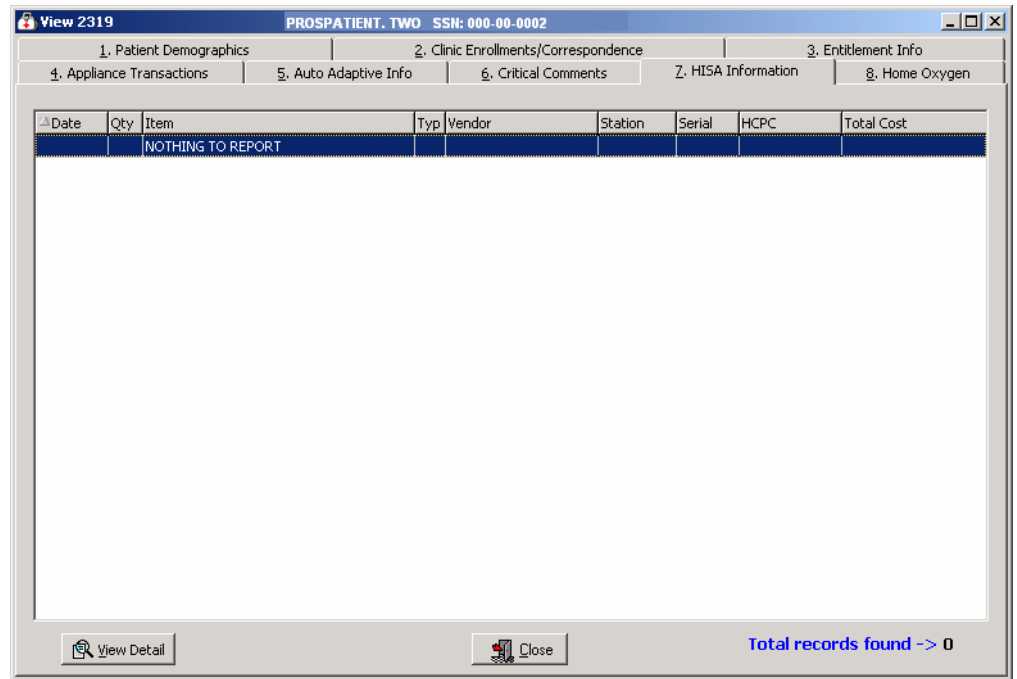 View 2319 PROSPATIENT. TWO SSN: 000-00-0002
1. Patient Demographics 2. Clinic Enrollments/Correspondence 3. Entitlement Info
4. Appliance Transactions 5. Auto Adaptive Info 6. Critical Comments 7. HISA Information 8. Home Oxygen
Date Qty Item Typ Vendor Station Serial HCPC Total Cost
NOTHING TO REPORT
View Detail Close Total records found -> 0